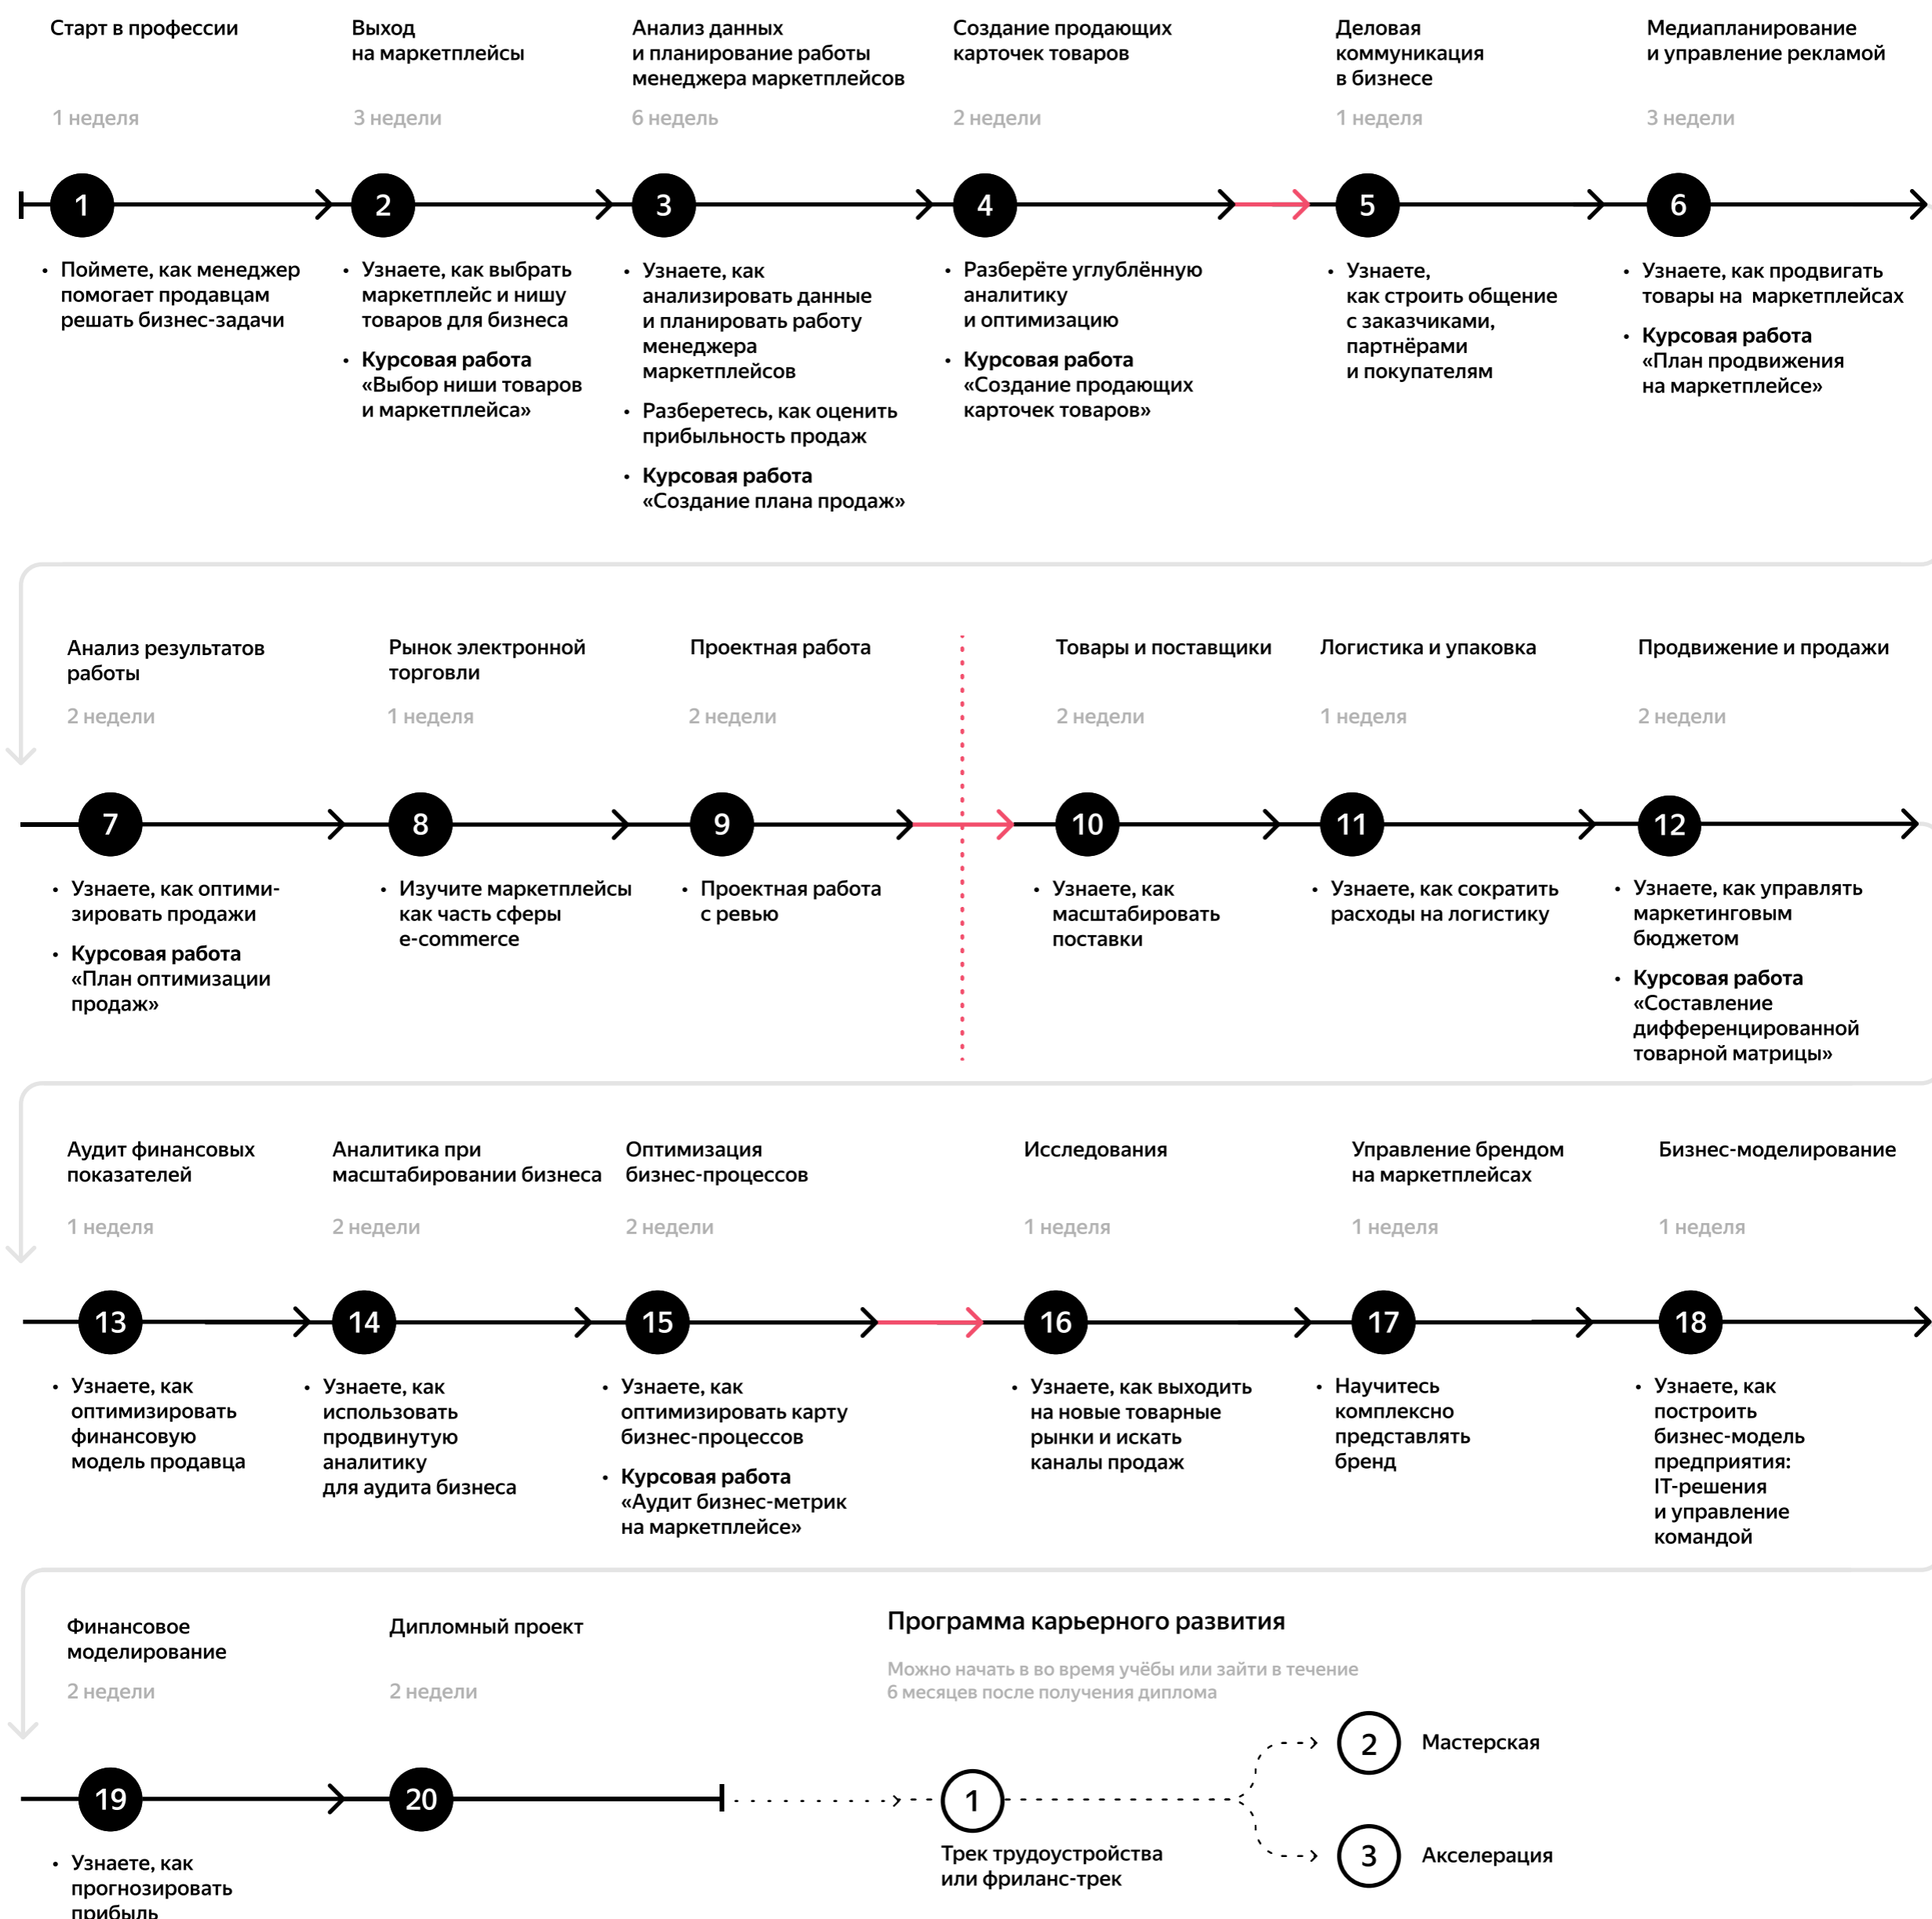 Старт в профессии
1 неделя
1
• Поймете, как менеджер
помогает продавцам
решать бизнес-задачи
Выход
на маркетплейсы
3 недели
2
• Узнаете, как выбрать
маркетплейс и нишу
товаров для бизнеса
• Курсовая работа
«Выбор ниши товаров
и маркетплейса»
Анализ данных
и планирование работы
менеджера маркетплейсов
6 недель
3
• Узнаете, как
анализировать данные
и планировать работу
менеджера
маркетплейсов
• Разберетесь, как оценить
прибыльность продаж
• Курсовая работа
«Создание плана продаж»
Создание продающих
карточек товаров
2 недели
4
• Разберёте углублённую
аналитику
и оптимизацию
• Курсовая работа
«Создание продающих
карточек товаров»
Деловая
коммуникация
в бизнесе
1 неделя
5
• Узнаете,
как строить общение
с заказчиками,
партнёрами
и покупателям
Медиапланирование
и управление рекламой
3 недели
6
• Узнаете, как продвигать
товары на маркетплейсах
• Курсовая работа
«План продвижения
на маркетплейсе»
Анализ результатов
работы
2 недели
7
• Узнаете, как оптими-
зировать продажи
• Курсовая работа
«План оптимизации
продаж»
Рынок электронной
торговли
1 неделя
8
• Изучите маркетплейсы
как часть сферы
e-commerce
Проектная работа
2 недели
9
• Проектная работа
с ревью
Товары и поставщики
2 недели
10
• Узнаете, как
масштабировать
поставки
Логистика и упаковка
1 неделя
11
• Узнаете, как сократить
расходы на логистику
Продвижение и продажи
2 недели
12
• Узнаете, как управлять
маркетинговым
бюджетом
• Курсовая работа
«Составление
дифференцированной
товарной матрицы»
Аудит финансовых
показателей
1 неделя
13
• Узнаете, как
оптимизировать
финансовую
модель продавца
Аналитика при
масштабировании бизнеса
2 недели
14
• Узнаете, как
использовать
продвинутую
аналитику
для аудита бизнеса
Оптимизация
бизнес-процессов
2 недели
15
• Узнаете, как
оптимизировать карту
бизнес-процессов
• Курсовая работа
«Аудит бизнес-метрик
на маркетплейсе»
Исследования
1 неделя
16
• Узнаете, как выходить
на новые товарные
рынки и искать
каналы продаж
Управление брендом
на маркетплейсах
1 неделя
17
• Научитесь
комплексно
представлять
бренд
Бизнес-моделирование
1 неделя
18
• Узнаете, как
построить
бизнес-модель
предприятия:
IT-решения
и управление
командой
Финансовое
моделирование
2 недели
19
• Узнаете, как
прогнозировать
прибыль
Дипломный проект
2 недели
20
Программа карьерного развития
Можно начать в во время учёбы или зайти в течение
6 месяцев после получения диплома
1
Трек трудоустройства
или фриланс-трек
2
Мастерская
3
Акселерация